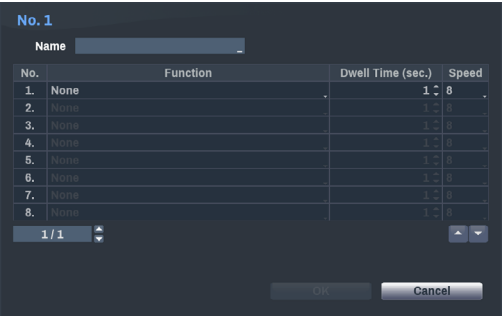 No. 1
Name
No. Function Dwell Time (sec.) Speed
1. None 1 8
2. None 1 8
3. None 1 8
4. None 1 8
5. None 1 8
6. None 1 8
7. None 1 8
8. None 1 8
1 / 1
OK Cancel